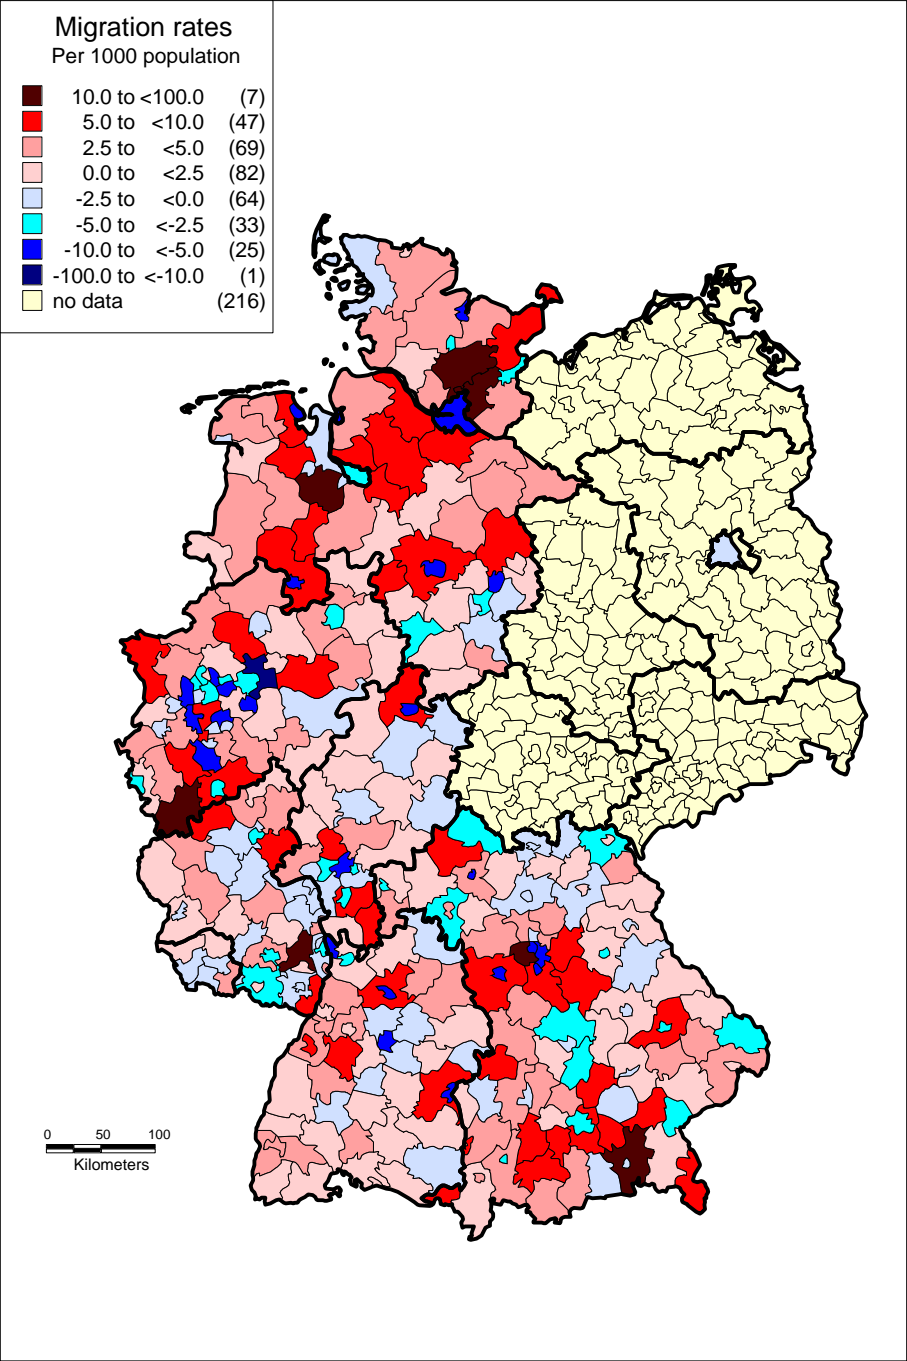 Migration rates
Per 1000 population
10.0 to <100.0 (7)
5.0 to <10.0 (47)
2.5 to <5.0 (69)
0.0 to <2.5 (82)
-2.5 to <0.0 (64)
-5.0 to <-2.5 (33)
-10.0 to <-5.0 (25)
-100.0 to <-10.0 (1)
no data (216)
0 50 100
Kilometers